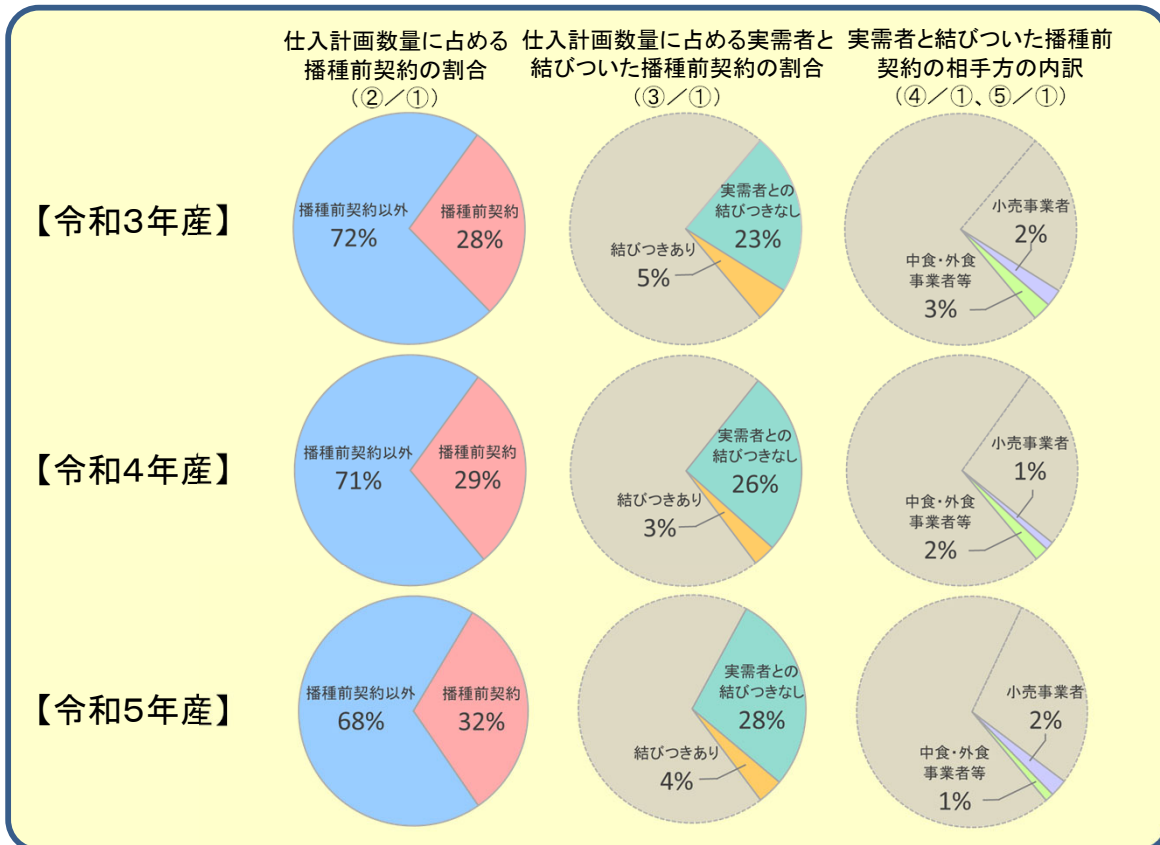 仕入計画数量に占める
播種前契約の割合
(②/①)
仕入計画数量に占める実需者と
結びついた播種前契約の割合
(③/①)
実需者と結びついた播種前
契約の相手方の内訳
(④/①、⑤/①)
【令和3年産】
播種前契約以外
72%
播種前契約
28%
実需者との
結びつきなし
23%
結びつきあり
5%
小売事業者
2%
中食・外食
事業者等
3%
【令和4年産】
播種前契約以外
71%
播種前契約
29%
実需者との
結びつきなし
26%
結びつきあり
3%
小売事業者
1%
中食・外食
事業者等
2%
【令和5年産】
播種前契約以外
68%
播種前契約
32%
実需者との
結びつきなし
28%
結びつきあり
4%
小売事業者
2%
中食・外食
事業者等
1%